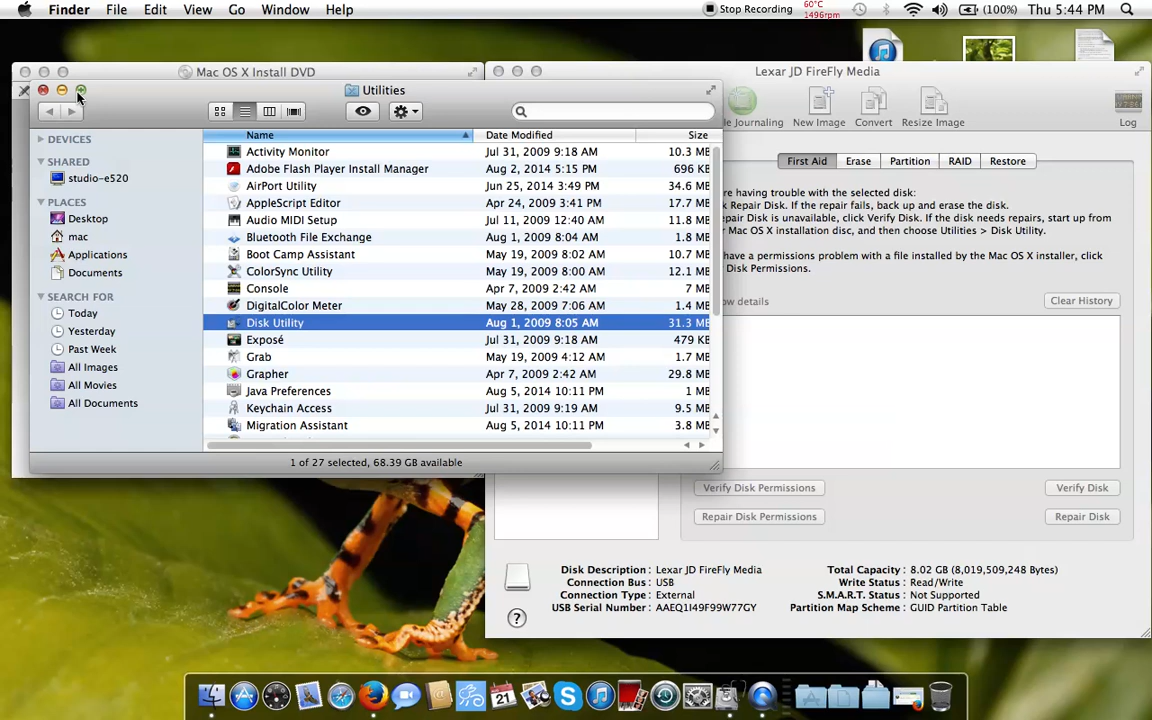 Finder File Edit View Go Window Help
Stop Recording 60°C 1496rpm (100%) Thu 5:44 PM
Mac OS X Install DVD
Lexar JD FireFly Media
Utilities
Journaling New Image Convert Resize Image Log
DEVICES
SHARED
studio-e520
PLACES
Desktop
mac
Applications
Documents
SEARCH FOR
Today
Yesterday
Past Week
All Images
All Movies
All Documents
Name Date Modified Size
Activity Monitor Jul 31, 2009 9:18 AM 10.3 MB
Adobe Flash Player Install Manager Aug 2, 2014 5:15 PM 696 KB
AirPort Utility Jun 25, 2014 3:49 PM 34.6 MB
AppleScript Editor Apr 24, 2009 3:41 PM 17.7 MB
Audio MIDI Setup Jul 11, 2009 12:40 AM 11.8 MB
Bluetooth File Exchange Aug 1, 2009 8:04 AM 1.8 MB
Boot Camp Assistant May 19, 2009 8:02 AM 10.7 MB
ColorSync Utility May 19, 2009 8:00 AM 12.1 MB
Console Apr 7, 2009 2:42 AM 7 MB
DigitalColor Meter May 28, 2009 7:06 AM 1.4 MB
Disk Utility Aug 1, 2009 8:05 AM 31.3 MB
Exposé Jul 31, 2009 9:18 AM 479 KB
Grab May 19, 2009 4:12 AM 1.7 MB
Grapher Apr 7, 2009 2:42 AM 29.8 MB
Java Preferences Aug 5, 2014 10:11 PM 1 MB
Keychain Access Jul 31, 2009 9:19 AM 9.5 MB
Migration Assistant Aug 5, 2014 10:11 PM 3.8 MB
1 of 27 selected, 68.39 GB available
First Aid Erase Partition RAID Restore
re having trouble with the selected disk:
Repair Disk. If the repair fails, back up and erase the disk.
epair Disk is unavailable, click Verify Disk. If the disk needs repairs, start up from
Mac OS X installation disc, and then choose Utilities > Disk Utility.
have a permissions problem with a file installed by the Mac OS X installer, click
Disk Permissions.
ow details Clear History
Verify Disk Permissions Verify Disk
Repair Disk Permissions Repair Disk
Disk Description : Lexar JD FireFly Media Total Capacity : 8.02 GB (8,019,509,248 Bytes)
Connection Bus : USB Write Status : Read/Write
Connection Type : External S.M.A.R.T. Status : Not Supported
USB Serial Number : AAEQ1I49F99W77GY Partition Map Scheme : GUID Partition Table
?
21